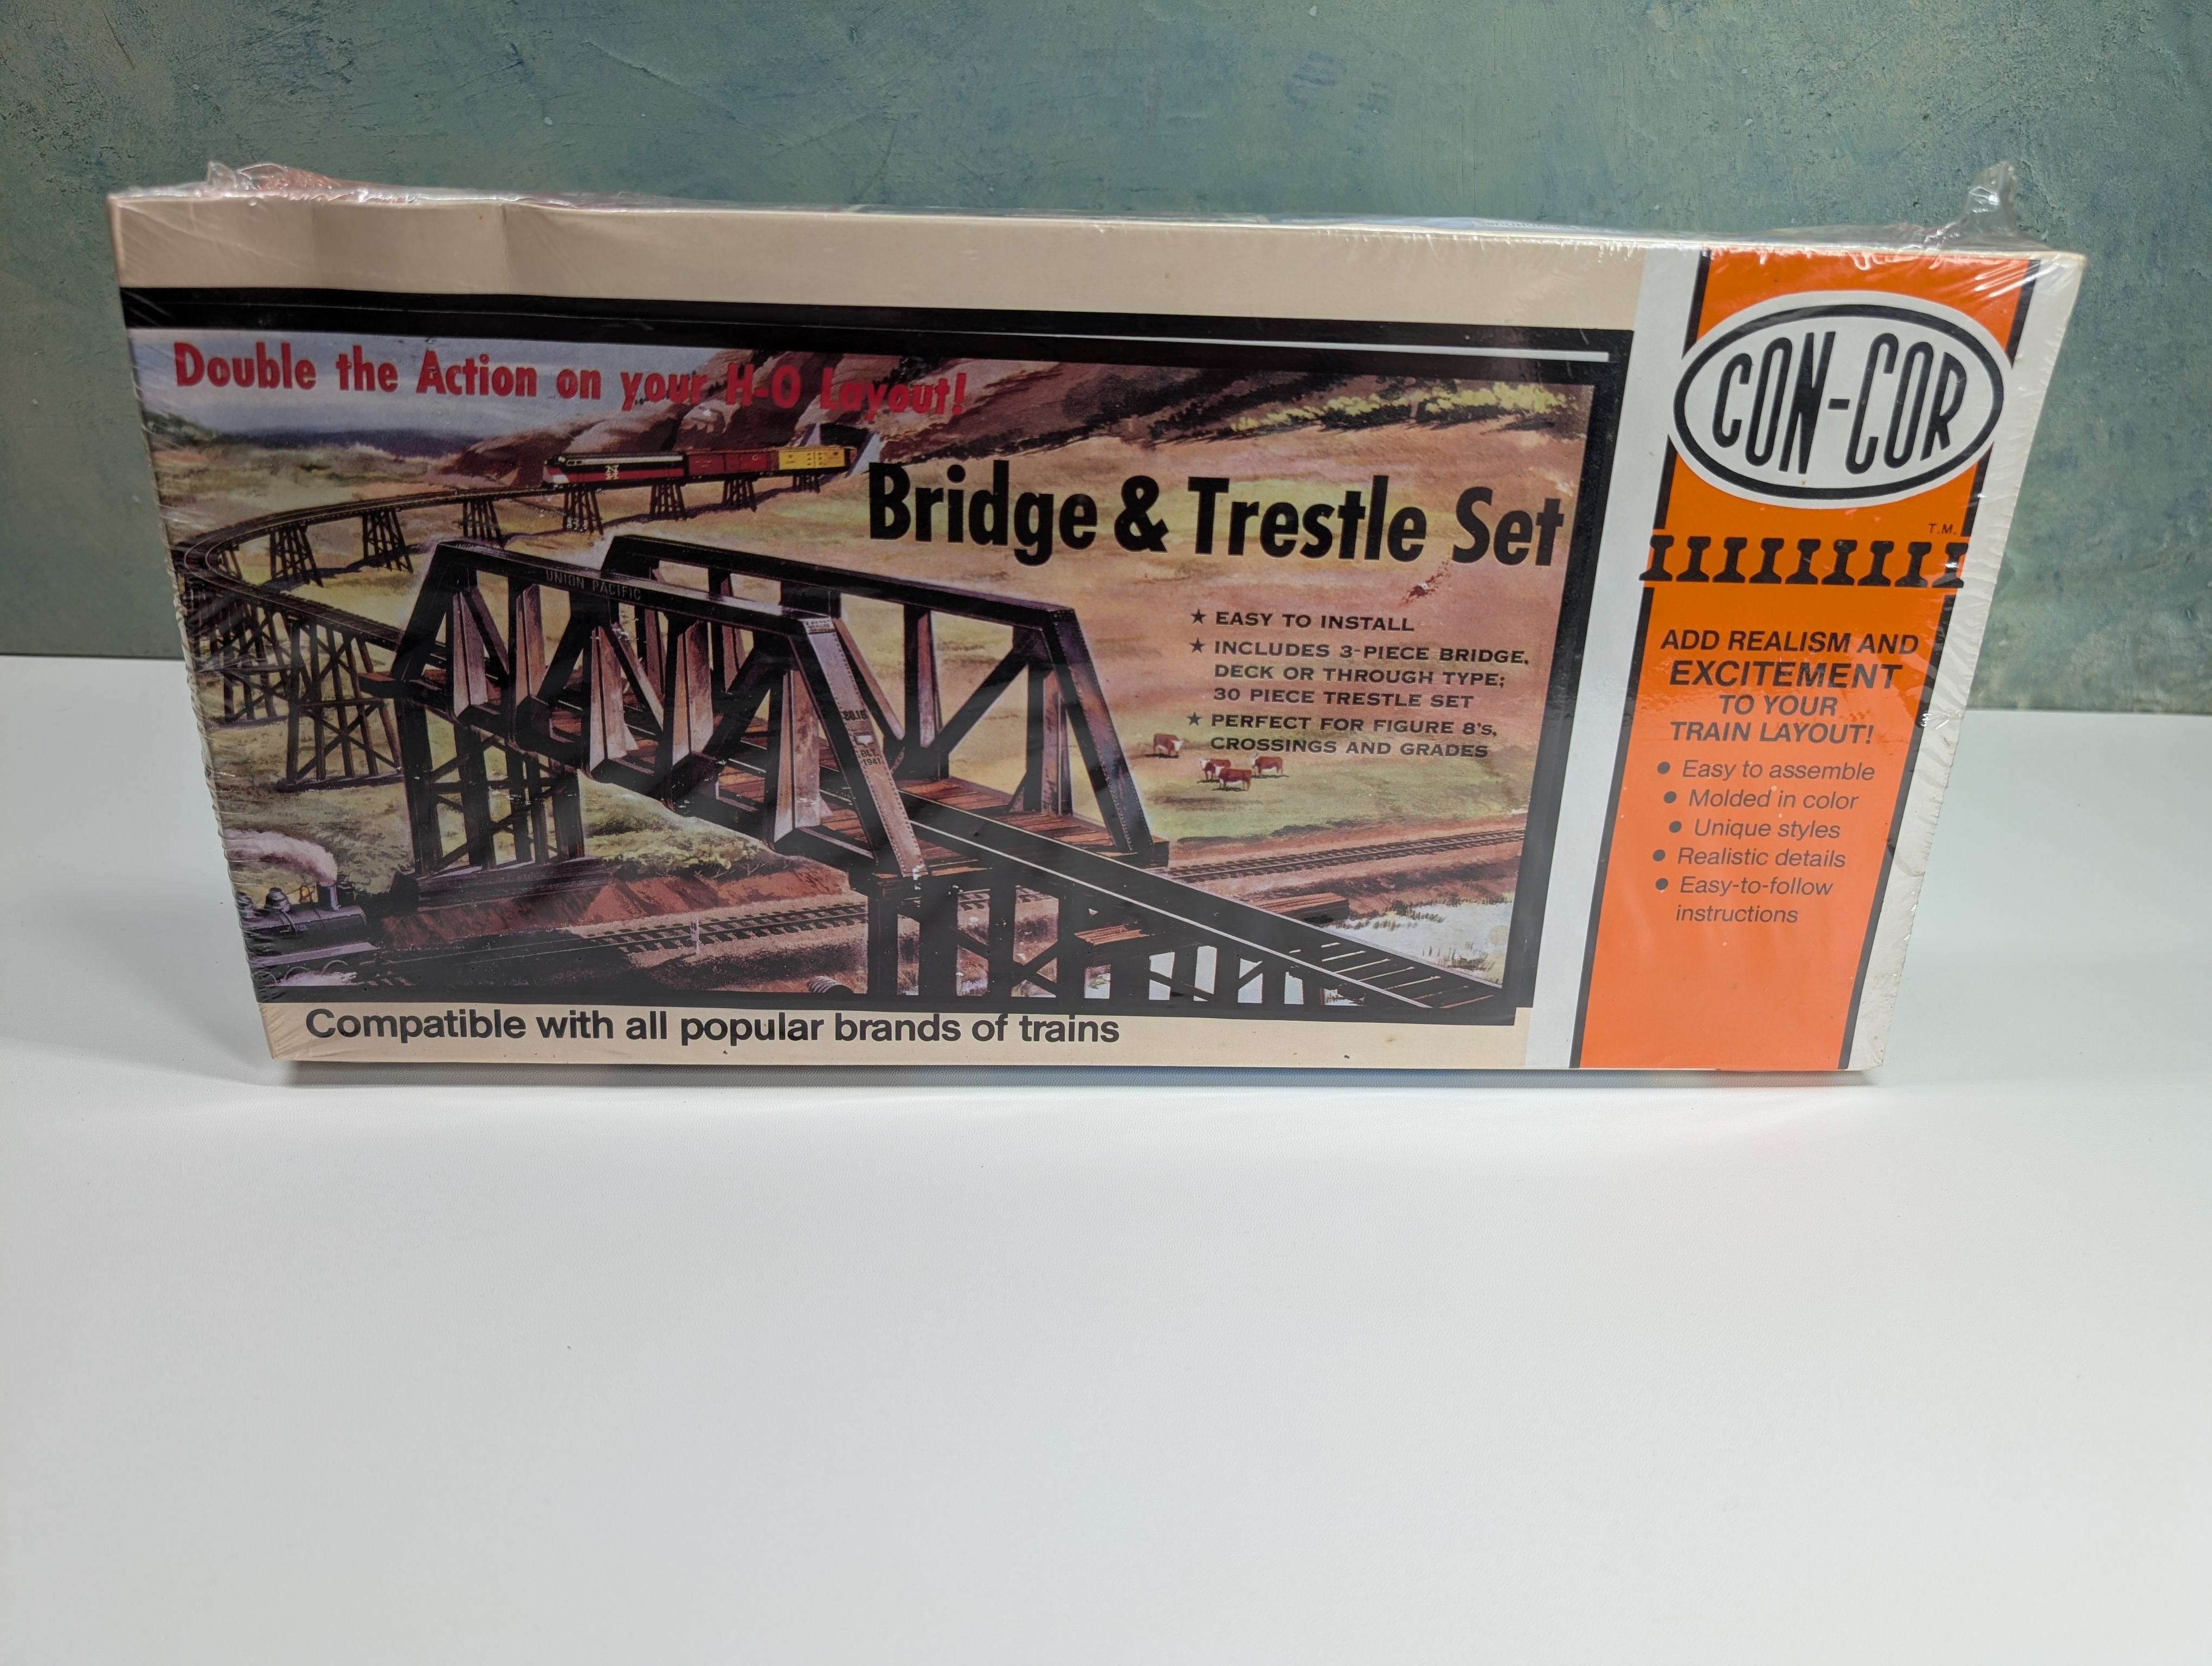 Double the Action on your H-O Layout!
Bridge & Trestle Set
UNION PACIFIC
★ EASY TO INSTALL
★ INCLUDES 3-PIECE BRIDGE,
DECK OR THROUGH TYPE;
30 PIECE TRESTLE SET
★ PERFECT FOR FIGURE 8's,
CROSSINGS AND GRADES
BLT.
1941
Compatible with all popular brands of trains
CON-COR
T.M.
ADD REALISM AND
EXCITEMENT
TO YOUR
TRAIN LAYOUT!
• Easy to assemble
• Molded in color
• Unique styles
• Realistic details
• Easy-to-follow
instructions